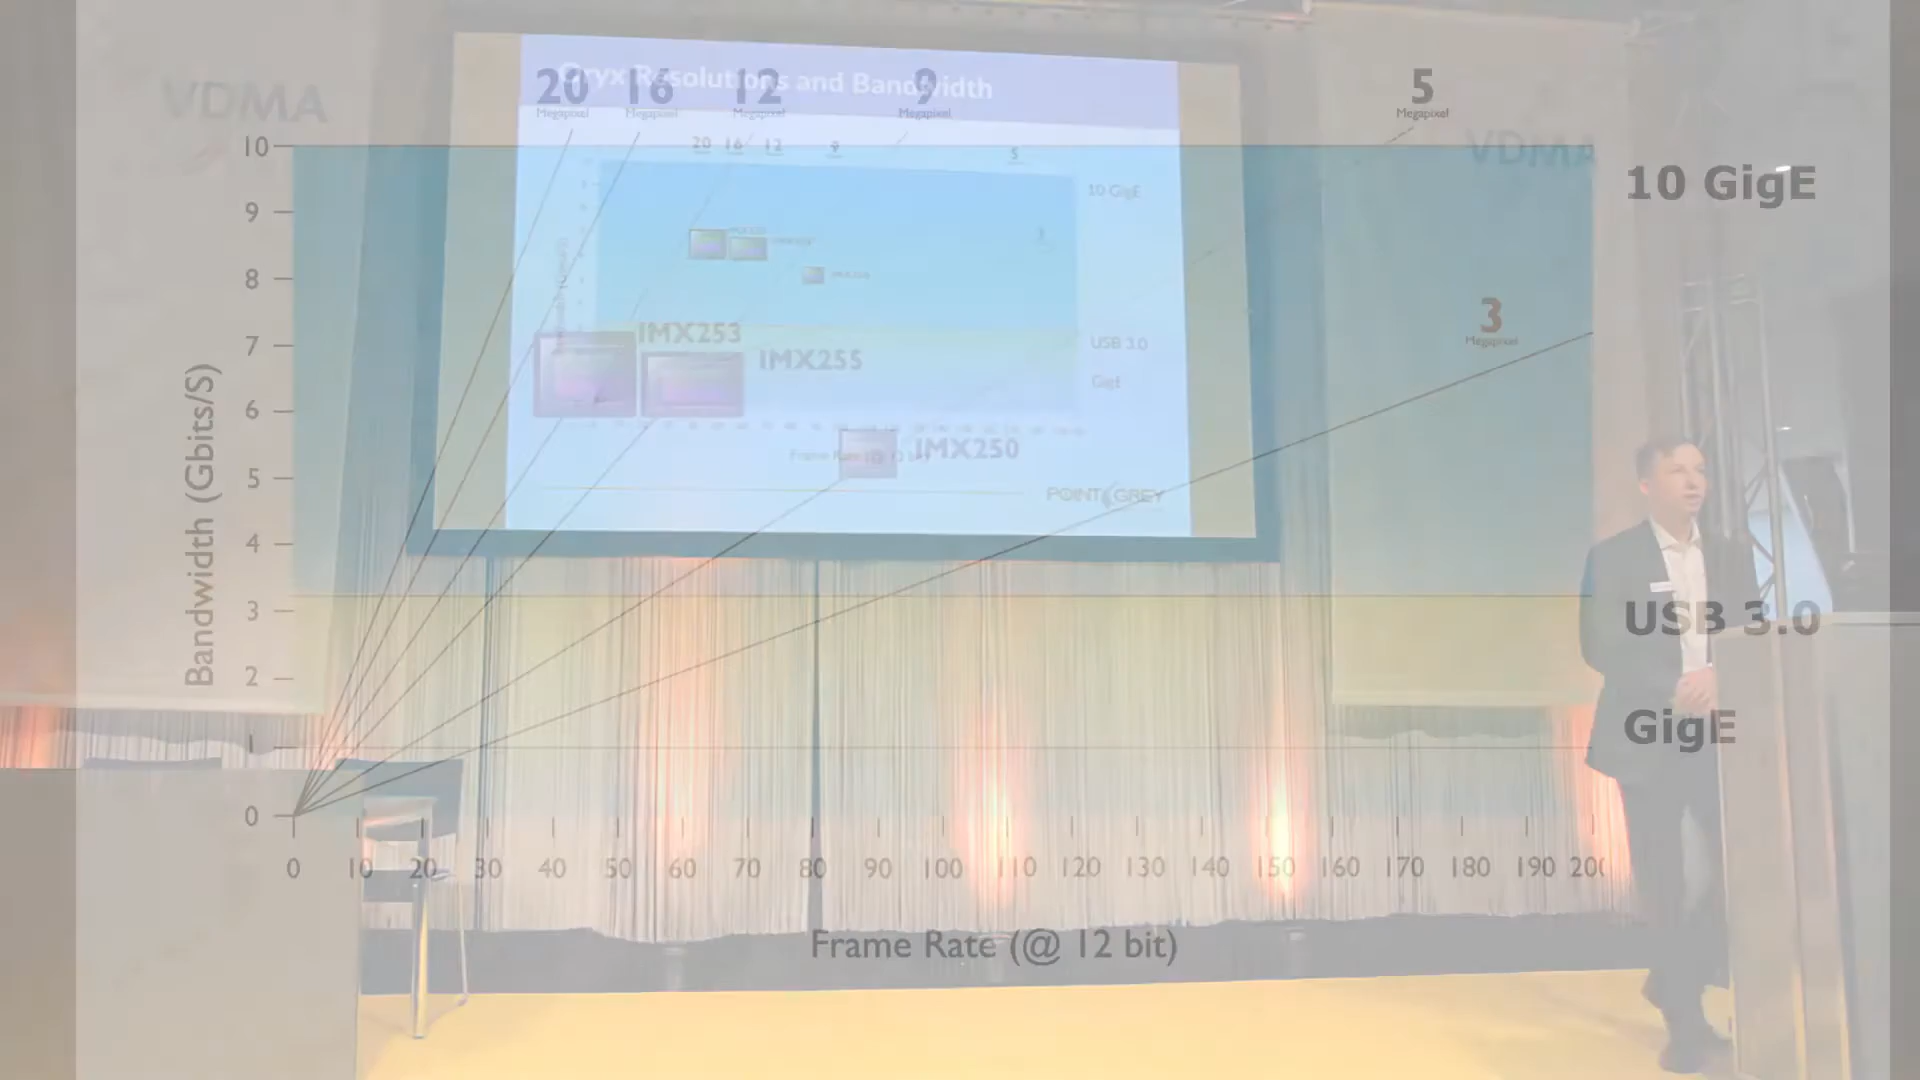 VDMA
Oryx Resolutions and Bandwidth
20 16 12 9 5
Megapixel Megapixel Megapixel Megapixel Megapixel
VDMA
20 16 12 9 5
10 GigE
10 GigE
10
9
8
7
6
5
4
3
2
1
0
Bandwidth (Gbits/S)
3
3
Megapixel
IMX253
IMX255
IMX250
USB 3.0
GigE
POINT GREY
USB 3.0
GigE
0 10 20 30 40 50 60 70 80 90 100 110 120 130 140 150 160 170 180 190 200
Frame Rate (@ 12 bit)